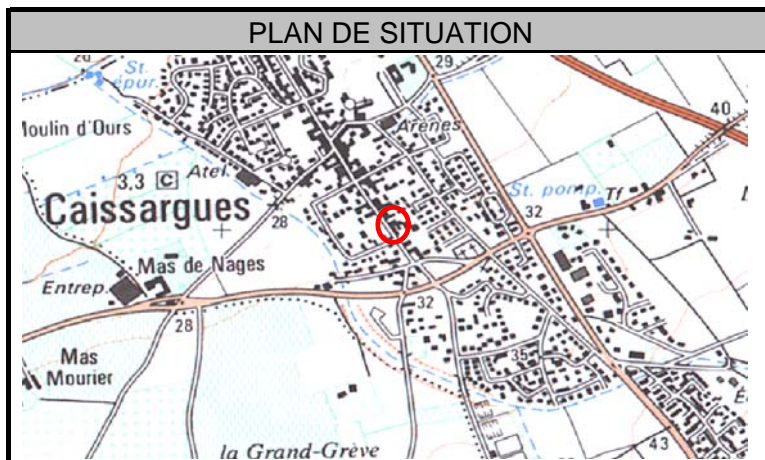 PLAN DE SITUATION
St.
épur.
29
40
Moulin d'Ours
Arènes
3,3 C Atel.
St. pomp. Tf
Caissargues
28
32
Mas de Nages
Entrep.
32
28
35
Mas
Mourier
la Grand-Grève
43